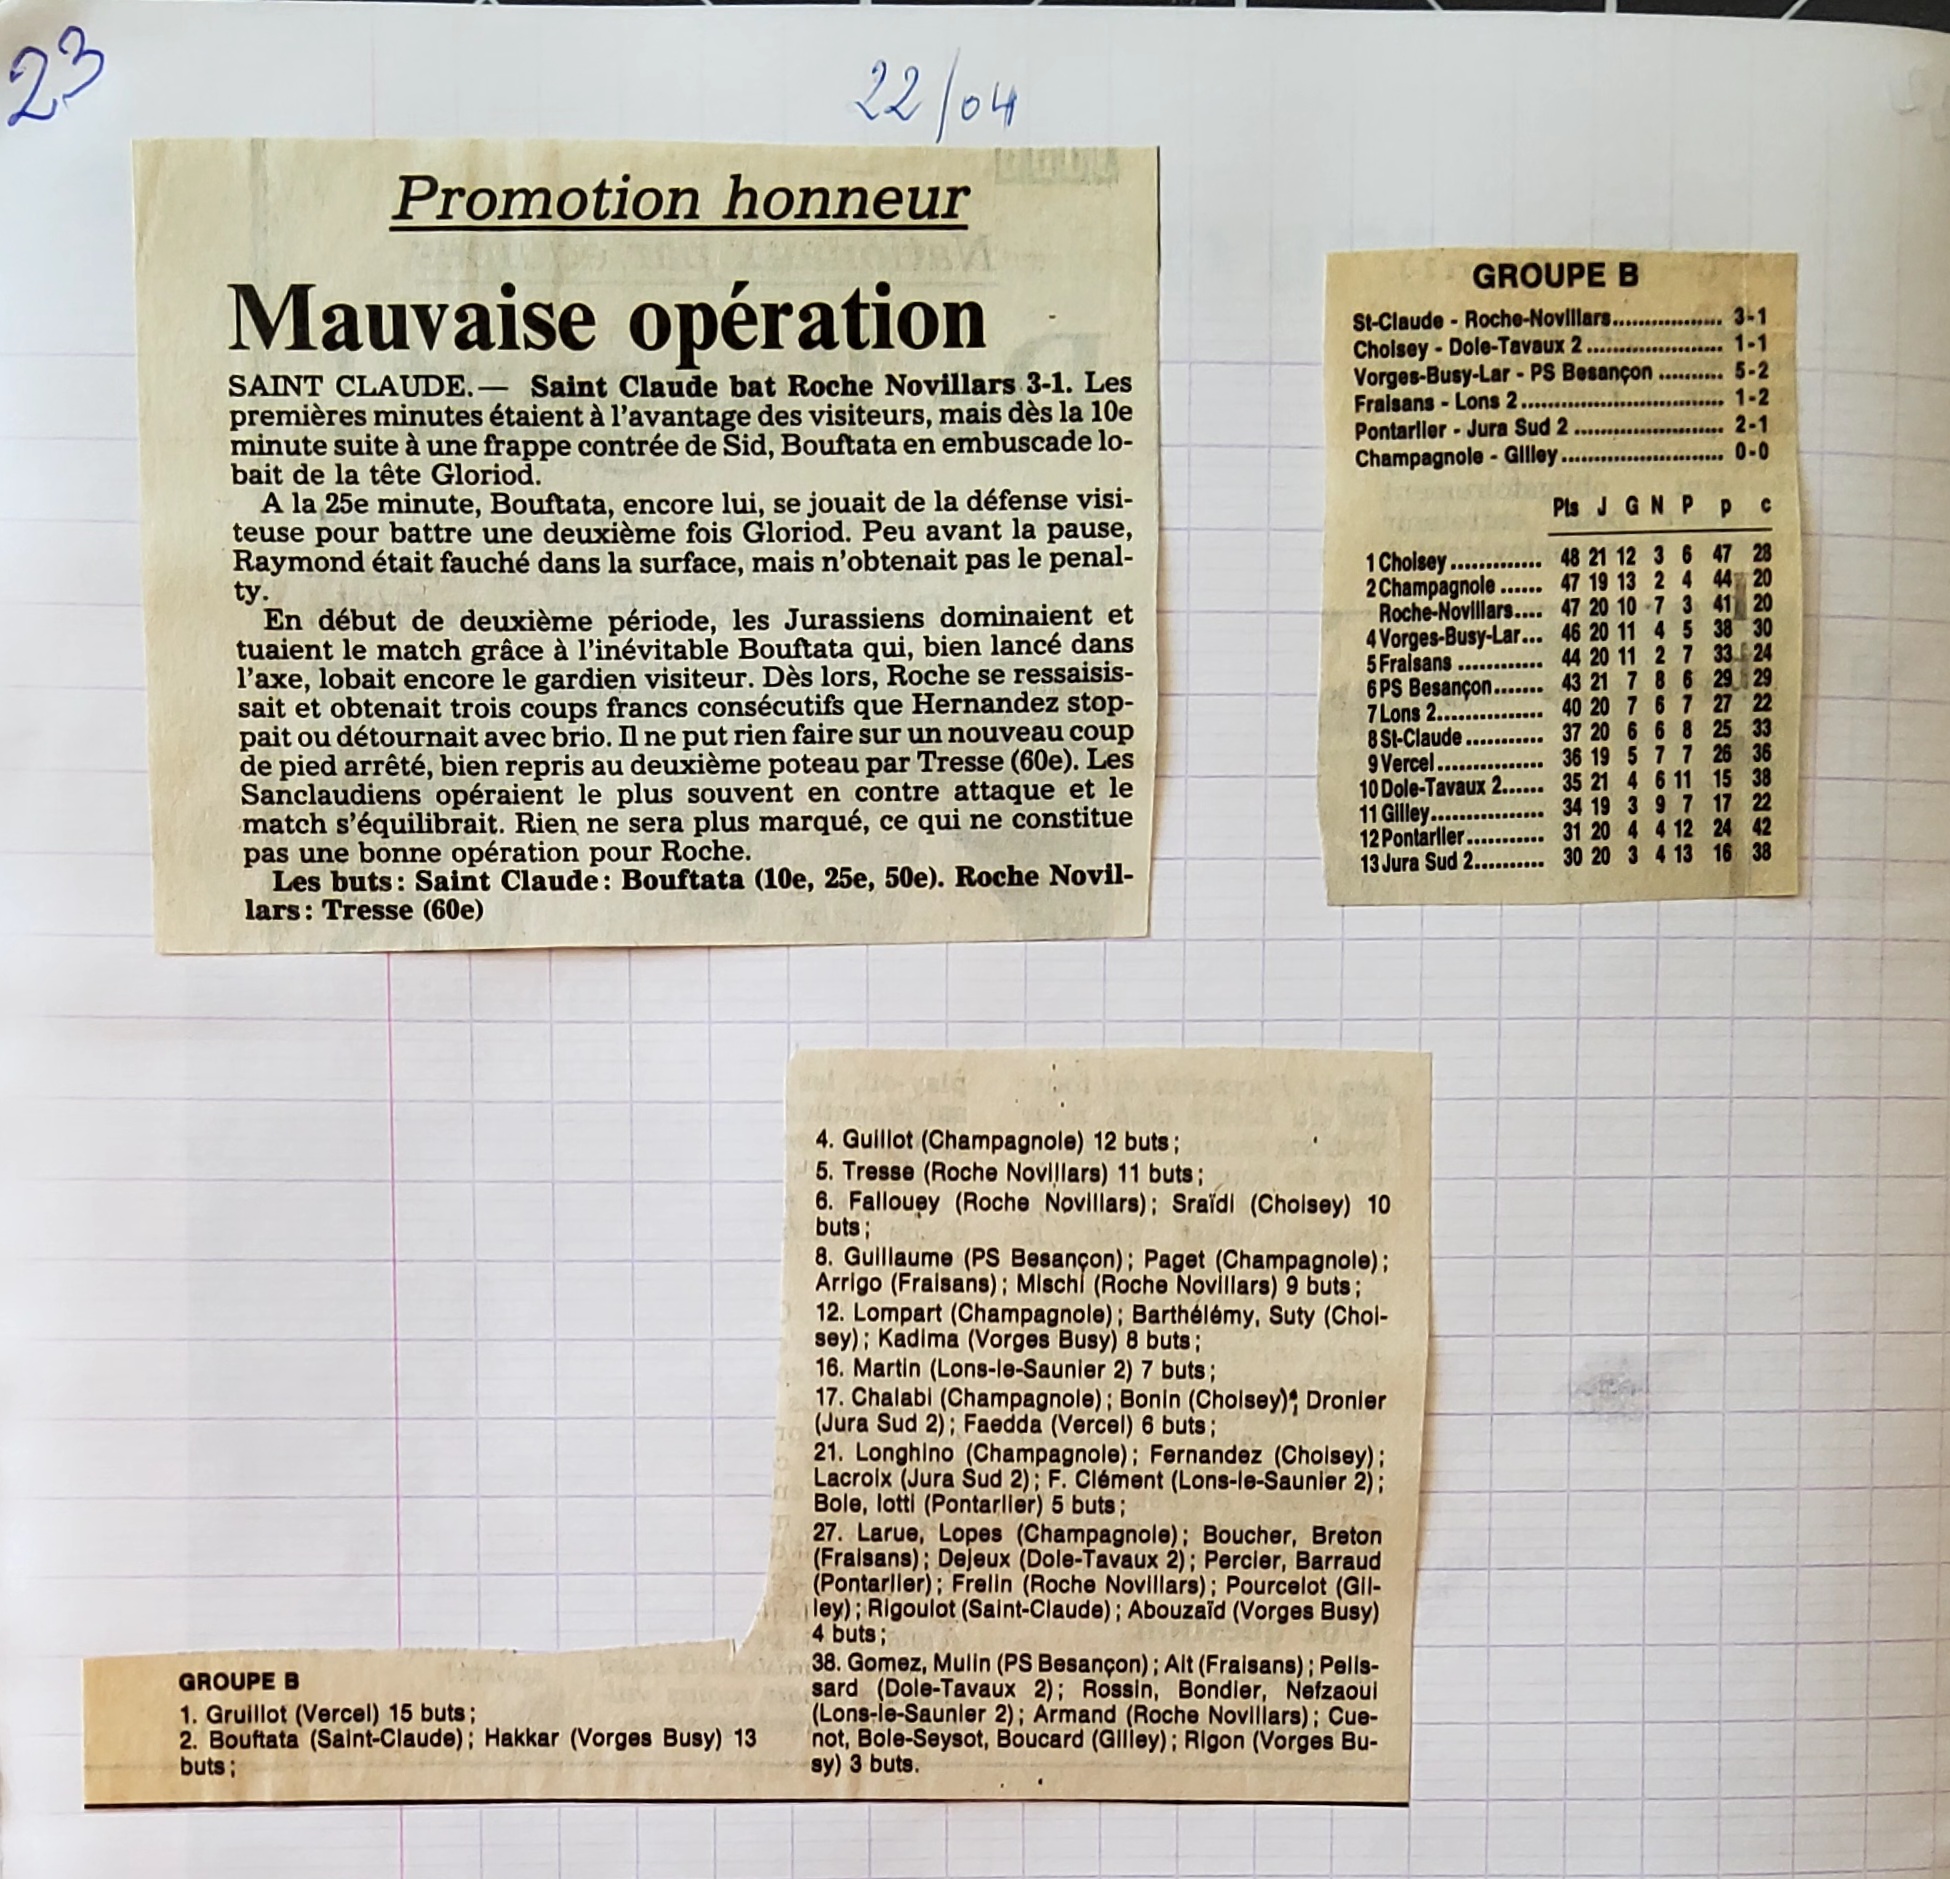 23
22/04
Promotion honneur
Mauvaise opération
SAINT CLAUDE.— Saint Claude bat Roche Novillars 3-1. Les
premières minutes étaient à l'avantage des visiteurs, mais dès la 10e
minute suite à une frappe contrée de Sid, Bouftata en embuscade lo-
bait de la tête Gloriod.
A la 25e minute, Bouftata, encore lui, se jouait de la défense visi-
teuse pour battre une deuxième fois Gloriod. Peu avant la pause,
Raymond était fauché dans la surface, mais n'obtenait pas le penal-
ty.
En début de deuxième période, les Jurassiens dominaient et
tuaient le match grâce à l'inévitable Bouftata qui, bien lancé dans
l'axe, lobait encore le gardien visiteur. Dès lors, Roche se ressaisis-
sait et obtenait trois coups francs consécutifs que Hernandez stop-
pait ou détournait avec brio. Il ne put rien faire sur un nouveau coup
de pied arrêté, bien repris au deuxième poteau par Tresse (60e). Les
Sanclaudiens opéraient le plus souvent en contre attaque et le
match s'équilibrait. Rien ne sera plus marqué, ce qui ne constitue
pas une bonne opération pour Roche.
Les buts : Saint Claude : Bouftata (10e, 25e, 50e). Roche Novil-
lars : Tresse (60e)
GROUPE B
St-Claude - Roche-Novillars................. 3-1
Choisey - Dole-Tavaux 2 ...................... 1-1
Vorges-Busy-Lar - PS Besançon .......... 5-2
Fraisans - Lons 2................................. 1-2
Pontarlier - Jura Sud 2 ........................ 2-1
Champagnole - Gilley.......................... 0-0
Pts J G N P p c
1 Choisey .............. 48 21 12 3 6 47 28
2 Champagnole ...... 47 19 13 2 4 44 20
Roche-Novillars.... 47 20 10 7 3 41 20
4 Vorges-Busy-Lar... 46 20 11 4 5 38 30
5 Fraisans ............. 44 20 11 2 7 33 24
6 PS Besançon....... 43 21 7 8 6 29 29
7 Lons 2................ 40 20 7 6 7 27 22
8 St-Claude ........... 37 20 6 6 8 25 33
9 Vercel................ 36 19 5 7 7 26 36
10 Dole-Tavaux 2...... 35 21 4 6 11 15 38
11 Gilley................. 34 19 3 9 7 17 22
12 Pontarlier........... 31 20 4 4 12 24 42
13 Jura Sud 2.......... 30 20 3 4 13 16 38
GROUPE B
1. Gruillot (Vercel) 15 buts ;
2. Bouftata (Saint-Claude) ; Hakkar (Vorges Busy) 13
buts ;
4. Guillot (Champagnole) 12 buts ;
5. Tresse (Roche Novillars) 11 buts ;
6. Fallouey (Roche Novillars) ; Sraïdi (Choisey) 10
buts ;
8. Guillaume (PS Besançon) ; Paget (Champagnole) ;
Arrigo (Fraisans) ; Mischi (Roche Novillars) 9 buts ;
12. Lompart (Champagnole) ; Barthélémy, Suty (Choi-
sey) ; Kadima (Vorges Busy) 8 buts ;
16. Martin (Lons-le-Saunier 2) 7 buts ;
17. Chalabi (Champagnole) ; Bonin (Choisey) ; Dronier
(Jura Sud 2) ; Faedda (Vercel) 6 buts ;
21. Longhino (Champagnole) ; Fernandez (Choisey) ;
Lacroix (Jura Sud 2) ; F. Clément (Lons-le-Saunier 2) ;
Bole, Iotti (Pontarlier) 5 buts ;
27. Larue, Lopes (Champagnole) ; Boucher, Breton
(Fraisans) ; Dejeux (Dole-Tavaux 2) ; Percier, Barraud
(Pontarlier) ; Frelin (Roche Novillars) ; Pourcelot (Gil-
ley) ; Rigoulot (Saint-Claude) ; Abouzaïd (Vorges Busy)
4 buts ;
38. Gomez, Mulin (PS Besançon) ; Ait (Fraisans) ; Pelis-
sard (Dole-Tavaux 2) ; Rossin, Bondier, Nefzaoui
(Lons-le-Saunier 2) ; Armand (Roche Novillars) ; Cue-
not, Bole-Seysot, Boucard (Gilley) ; Rigon (Vorges Bu-
sy) 3 buts.